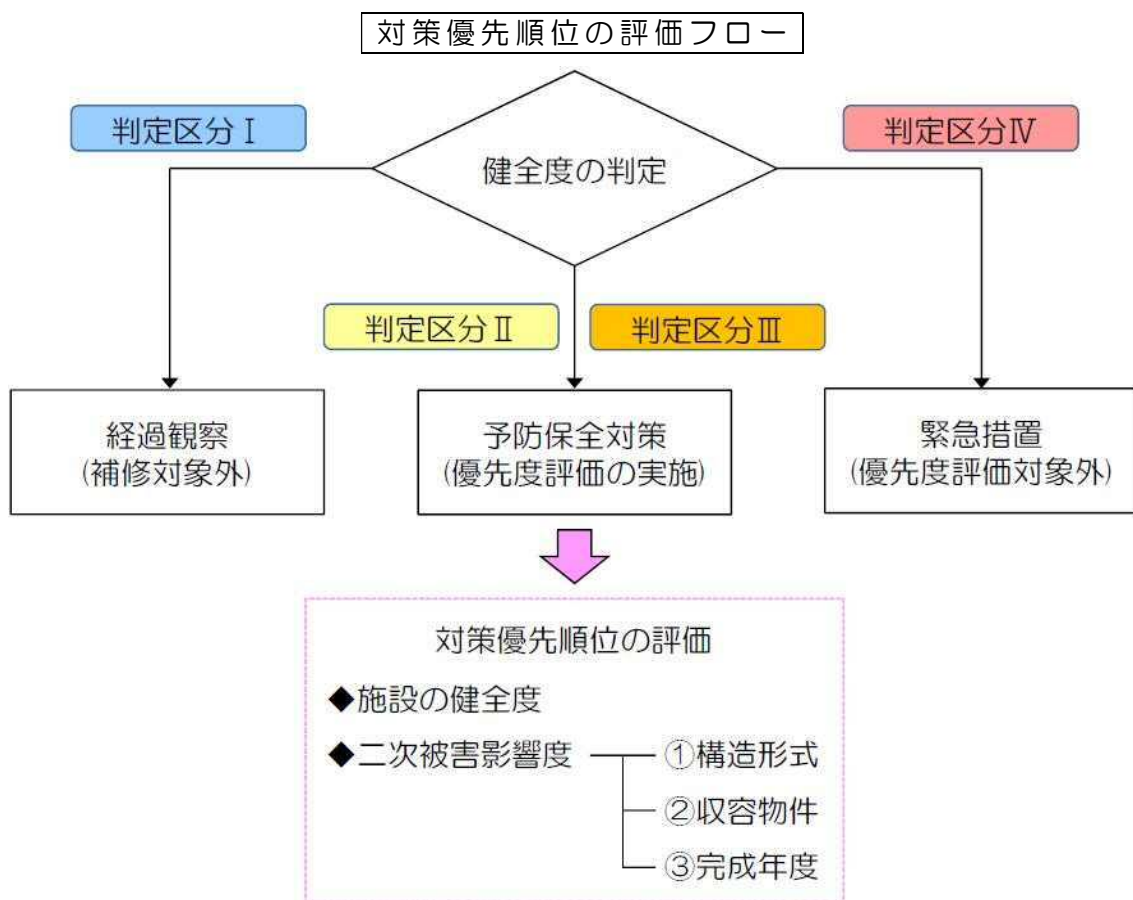 対策優先順位の評価フロー
判定区分Ⅰ
判定区分Ⅳ
健全度の判定
判定区分Ⅱ
判定区分Ⅲ
経過観察
(補修対象外)
予防保全対策
(優先度評価の実施)
緊急措置
(優先度評価対象外)
対策優先順位の評価
◆施設の健全度
◆二次被害影響度
①構造形式
②収容物件
③完成年度